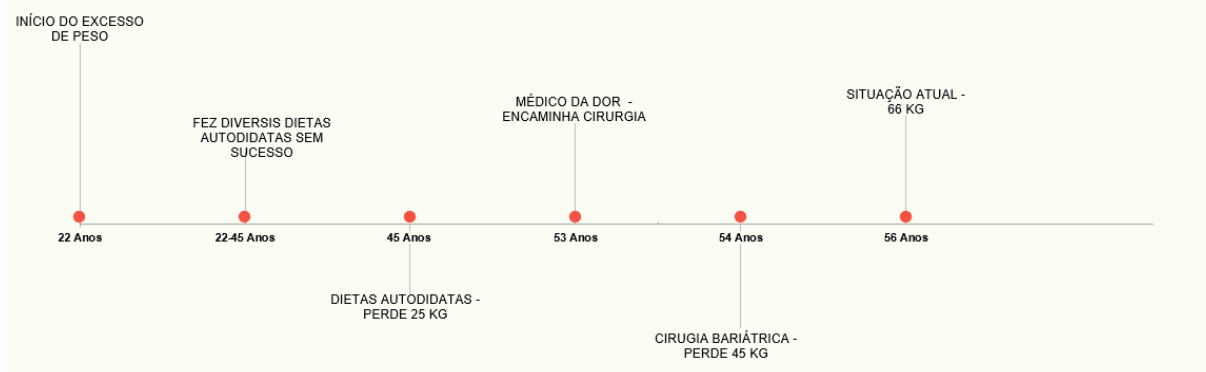 INÍCIO DO EXCESSO
DE PESO
FEZ DIVERSIS DIETAS
AUTODIDATAS SEM
SUCESSO
MÉDICO DA DOR -
ENCAMINHA CIRURGIA
SITUAÇÃO ATUAL -
66 KG
22 Anos
22-45 Anos
45 Anos
53 Anos
54 Anos
56 Anos
DIETAS AUTODIDATAS -
PERDE 25 KG
CIRUGIA BARIÁTRICA -
PERDE 45 KG